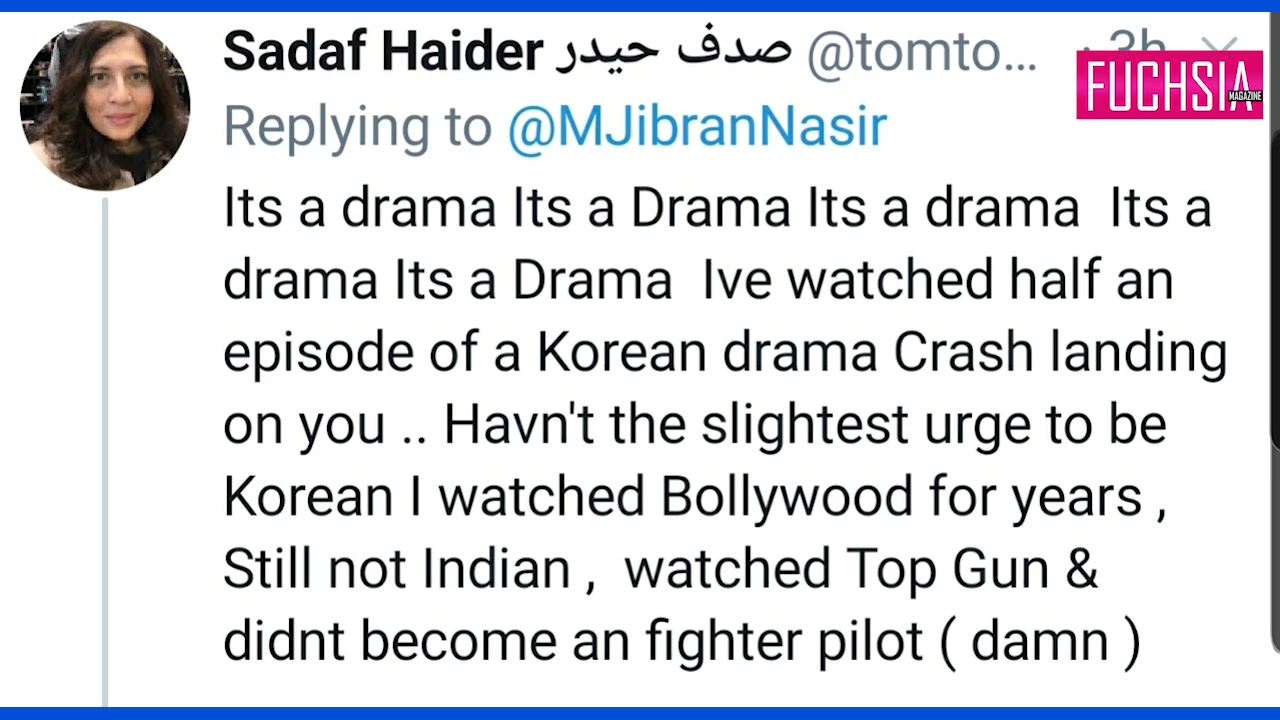 Sadaf Haider صدف حیدر @tomto... · 3h
FUCHSIA
MAGAZINE
Replying to @MJibranNasir
Its a drama Its a Drama Its a drama  Its a
drama Its a Drama  Ive watched half an
episode of a Korean drama Crash landing
on you .. Havn't the slightest urge to be
Korean I watched Bollywood for years ,
Still not Indian ,  watched Top Gun &
didnt become an fighter pilot ( damn )